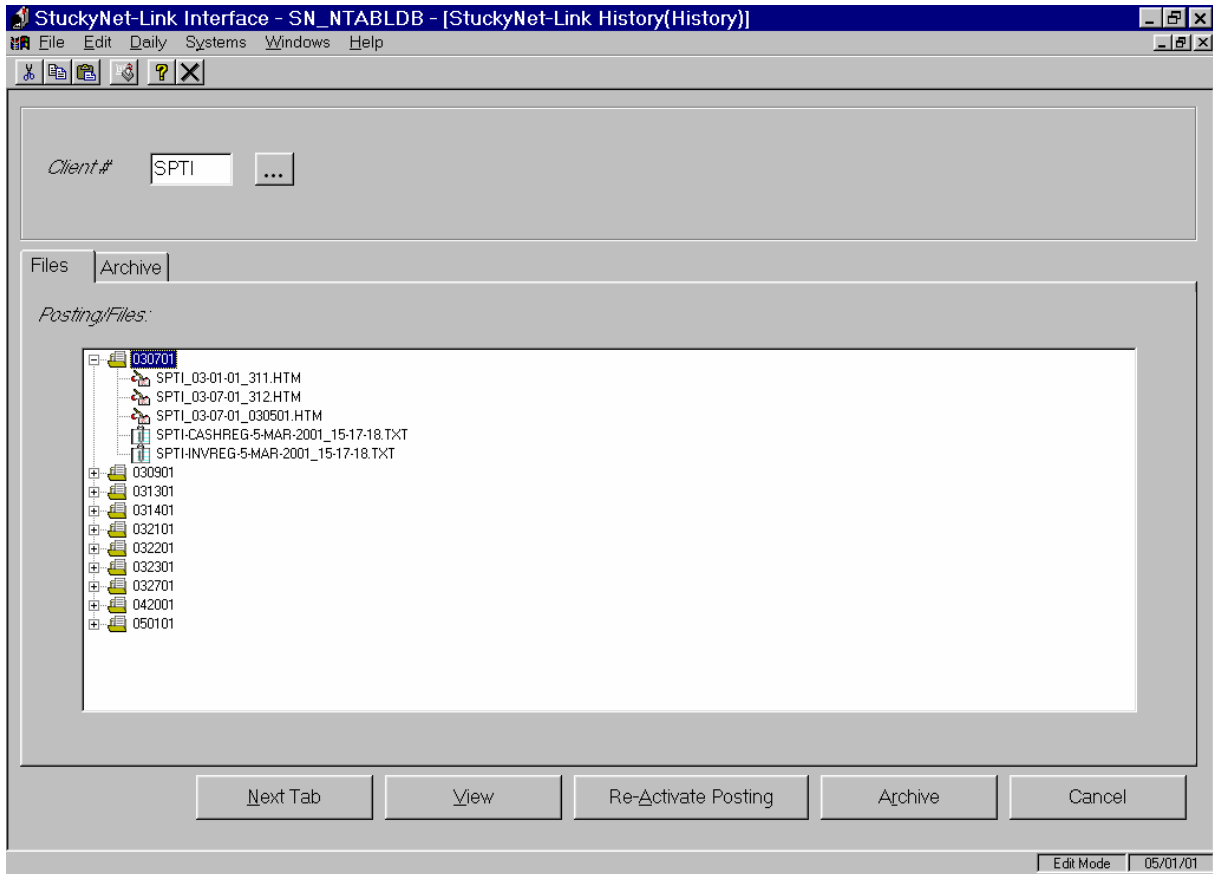 StuckyNet-Link Interface - SN_NTABLDB - [StuckyNet-Link History(History)]
File Edit Daily Systems Windows Help
Client # SPTI ...
Files Archive
Posting/Files:
030701
SPTI_03-01-01_311.HTM
SPTI_03-07-01_312.HTM
SPTI_03-07-01_030501.HTM
SPTI-CASHREG-5-MAR-2001_15-17-18.TXT
SPTI-INVREG-5-MAR-2001_15-17-18.TXT
030901
031301
031401
032101
032201
032301
032701
042001
050101
Next Tab View Re-Activate Posting Archive Cancel
Edit Mode 05/01/01